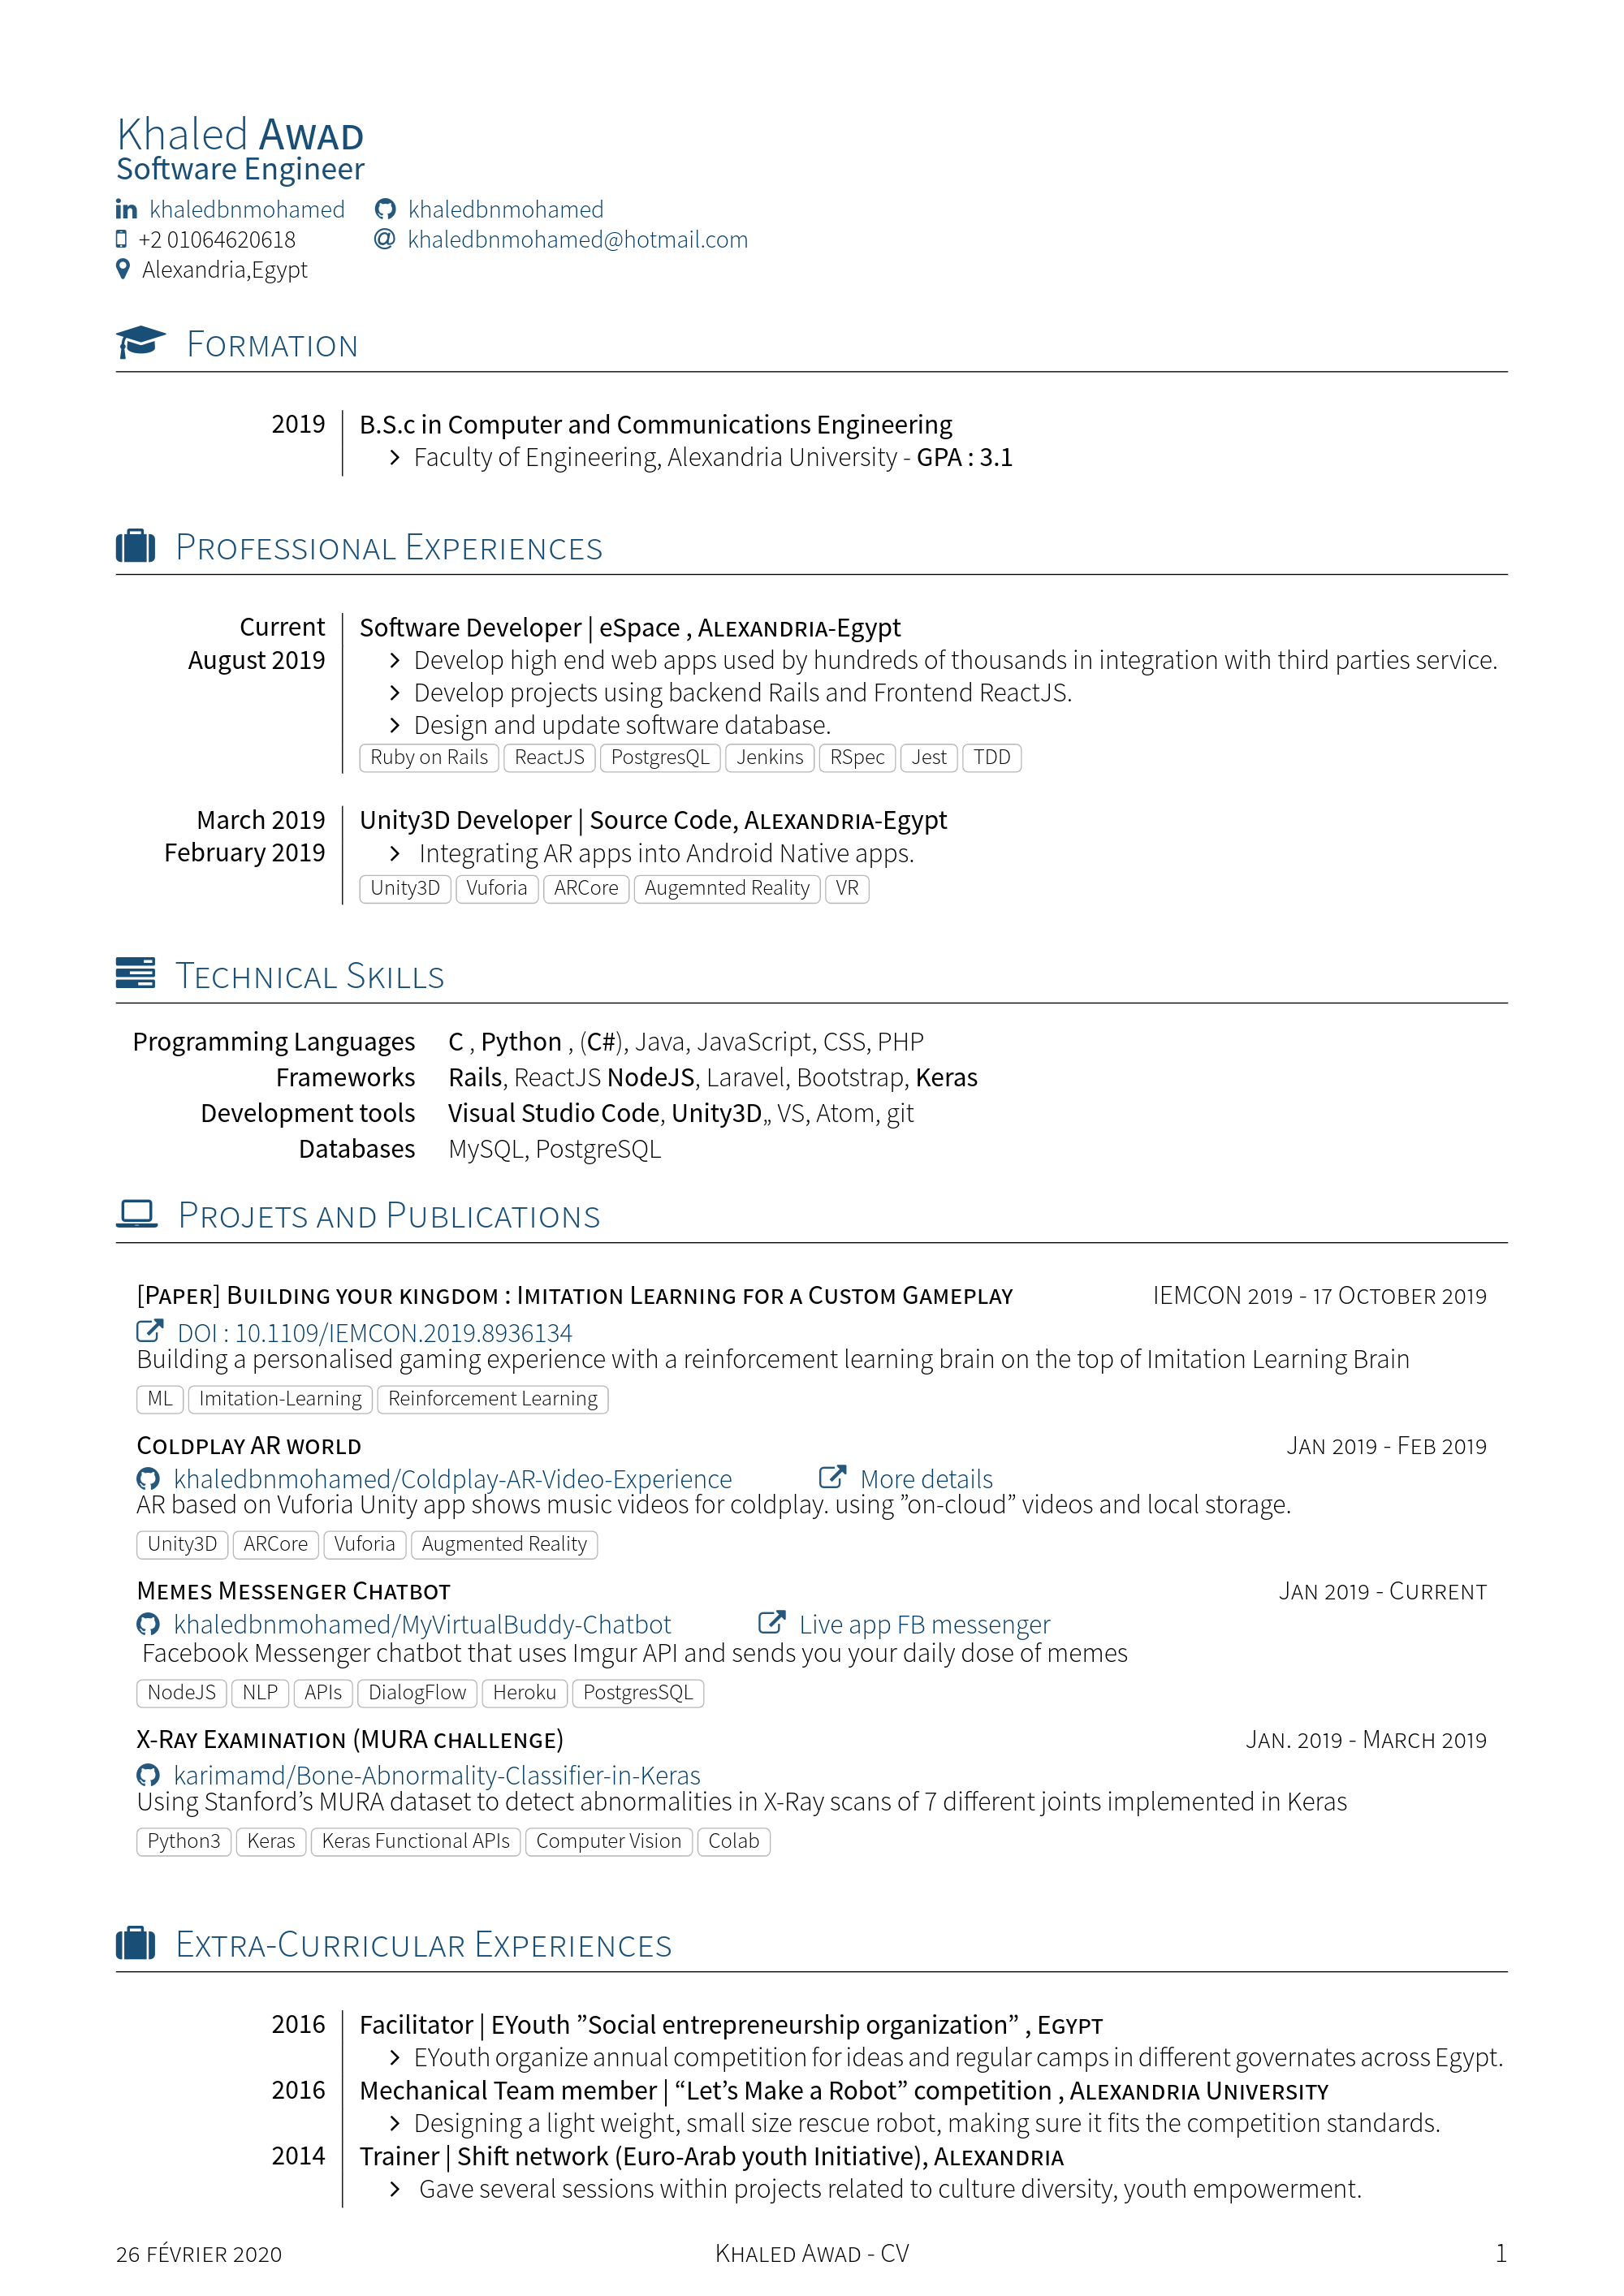 Khaled AWAD
Software Engineer
khaledbnmohamed khaledbnmohamed
+2 01064620618 @ khaledbnmohamed@hotmail.com
Alexandria,Egypt
FORMATION
2019 B.S.c in Computer and Communications Engineering
Faculty of Engineering, Alexandria University - GPA : 3.1
PROFESSIONAL EXPERIENCES
Current Software Developer | eSpace , ALEXANDRIA-Egypt
August 2019 Develop high end web apps used by hundreds of thousands in integration with third parties service.
Develop projects using backend Rails and Frontend ReactJS.
Design and update software database.
Ruby on Rails ReactJS PostgresQL Jenkins RSpec Jest TDD
March 2019 Unity3D Developer | Source Code, ALEXANDRIA-Egypt
February 2019 Integrating AR apps into Android Native apps.
Unity3D Vuforia ARCore Augemnted Reality VR
TECHNICAL SKILLS
Programming Languages C , Python , (C#), Java, JavaScript, CSS, PHP
Frameworks Rails, ReactJS NodeJS, Laravel, Bootstrap, Keras
Development tools Visual Studio Code, Unity3D,, VS, Atom, git
Databases MySQL, PostgreSQL
PROJETS AND PUBLICATIONS
[PAPER] BUILDING YOUR KINGDOM : IMITATION LEARNING FOR A CUSTOM GAMEPLAY IEMCON 2019 - 17 OCTOBER 2019
DOI : 10.1109/IEMCON.2019.8936134
Building a personalised gaming experience with a reinforcement learning brain on the top of Imitation Learning Brain
ML Imitation-Learning Reinforcement Learning
COLDPLAY AR WORLD JAN 2019 - FEB 2019
khaledbnmohamed/Coldplay-AR-Video-Experience More details
AR based on Vuforia Unity app shows music videos for coldplay. using ”on-cloud” videos and local storage.
Unity3D ARCore Vuforia Augmented Reality
MEMES MESSENGER CHATBOT JAN 2019 - CURRENT
khaledbnmohamed/MyVirtualBuddy-Chatbot Live app FB messenger
Facebook Messenger chatbot that uses Imgur API and sends you your daily dose of memes
NodeJS NLP APIs DialogFlow Heroku PostgresSQL
X-RAY EXAMINATION (MURA CHALLENGE) JAN. 2019 - MARCH 2019
karimamd/Bone-Abnormality-Classifier-in-Keras
Using Stanford’s MURA dataset to detect abnormalities in X-Ray scans of 7 different joints implemented in Keras
Python3 Keras Keras Functional APIs Computer Vision Colab
EXTRA-CURRICULAR EXPERIENCES
2016 Facilitator | EYouth ”Social entrepreneurship organization” , EGYPT
EYouth organize annual competition for ideas and regular camps in different governates across Egypt.
2016 Mechanical Team member | “Let’s Make a Robot” competition , ALEXANDRIA UNIVERSITY
Designing a light weight, small size rescue robot, making sure it fits the competition standards.
2014 Trainer | Shift network (Euro-Arab youth Initiative), ALEXANDRIA
Gave several sessions within projects related to culture diversity, youth empowerment.
26 FÉVRIER 2020 KHALED AWAD - CV 1